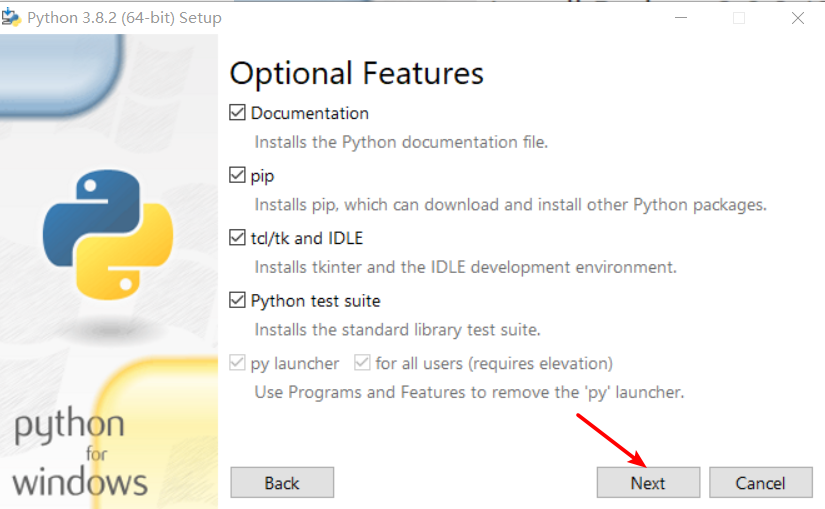 Python 3.8.2 (64-bit) Setup
Optional Features
Documentation
Installs the Python documentation file.
pip
Installs pip, which can download and install other Python packages.
tcl/tk and IDLE
Installs tkinter and the IDLE development environment.
Python test suite
Installs the standard library test suite.
py launcher for all users (requires elevation)
Use Programs and Features to remove the 'py' launcher.
python
for
windows
Back Next Cancel